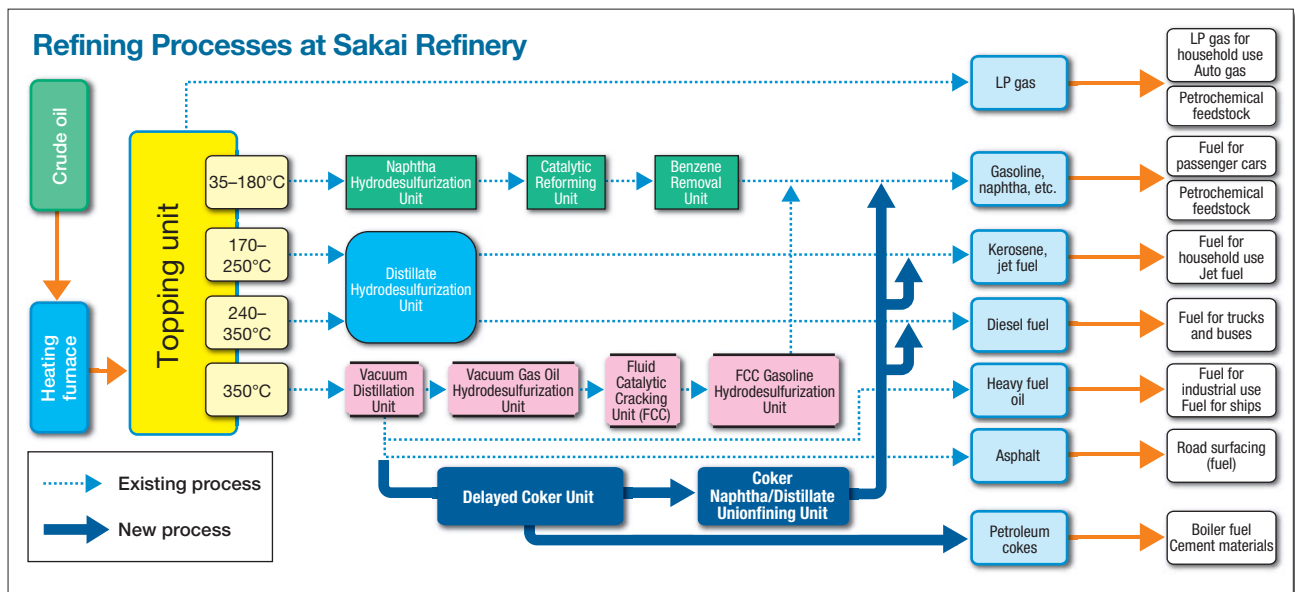 Refining Processes at Sakai Refinery
Crude oil
Heating
furnace
Topping unit
35–180°C
170–
250°C
240–
350°C
350°C
Naphtha
Hydrodesulfurization
Unit
Catalytic
Reforming
Unit
Benzene
Removal
Unit
Distillate
Hydrodesulfurization
Unit
Vacuum
Distillation
Unit
Vacuum Gas Oil
Hydrodesulfurization
Unit
Fluid
Catalytic
Cracking
Unit (FCC)
FCC Gasoline
Hydrodesulfurization
Unit
Delayed Coker Unit
Coker
Naphtha/Distillate
Unionfining Unit
LP gas
Gasoline,
naphtha, etc.
Kerosene,
jet fuel
Diesel fuel
Heavy fuel
oil
Asphalt
Petroleum
cokes
LP gas for
household use
Auto gas
Petrochemical
feedstock
Fuel for
passenger cars
Petrochemical
feedstock
Fuel for
household use
Jet fuel
Fuel for trucks
and buses
Fuel for
industrial use
Fuel for ships
Road surfacing
(fuel)
Boiler fuel
Cement materials
Existing process
New process